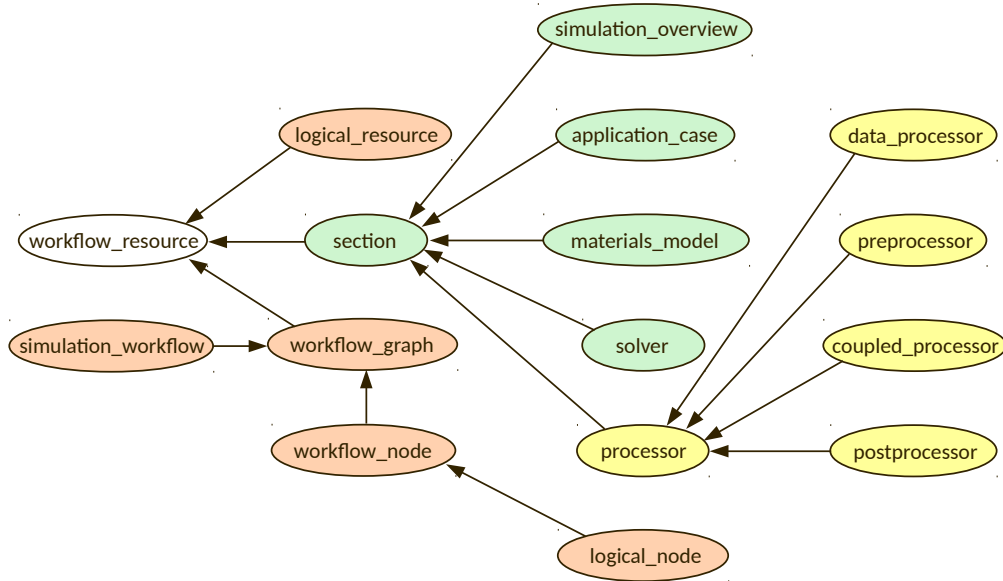 simulation_overview
logical_resource
application_case
data_processor
workflow_resource
section
materials_model
preprocessor
simulation_workflow
workflow_graph
solver
coupled_processor
workflow_node
processor
postprocessor
logical_node